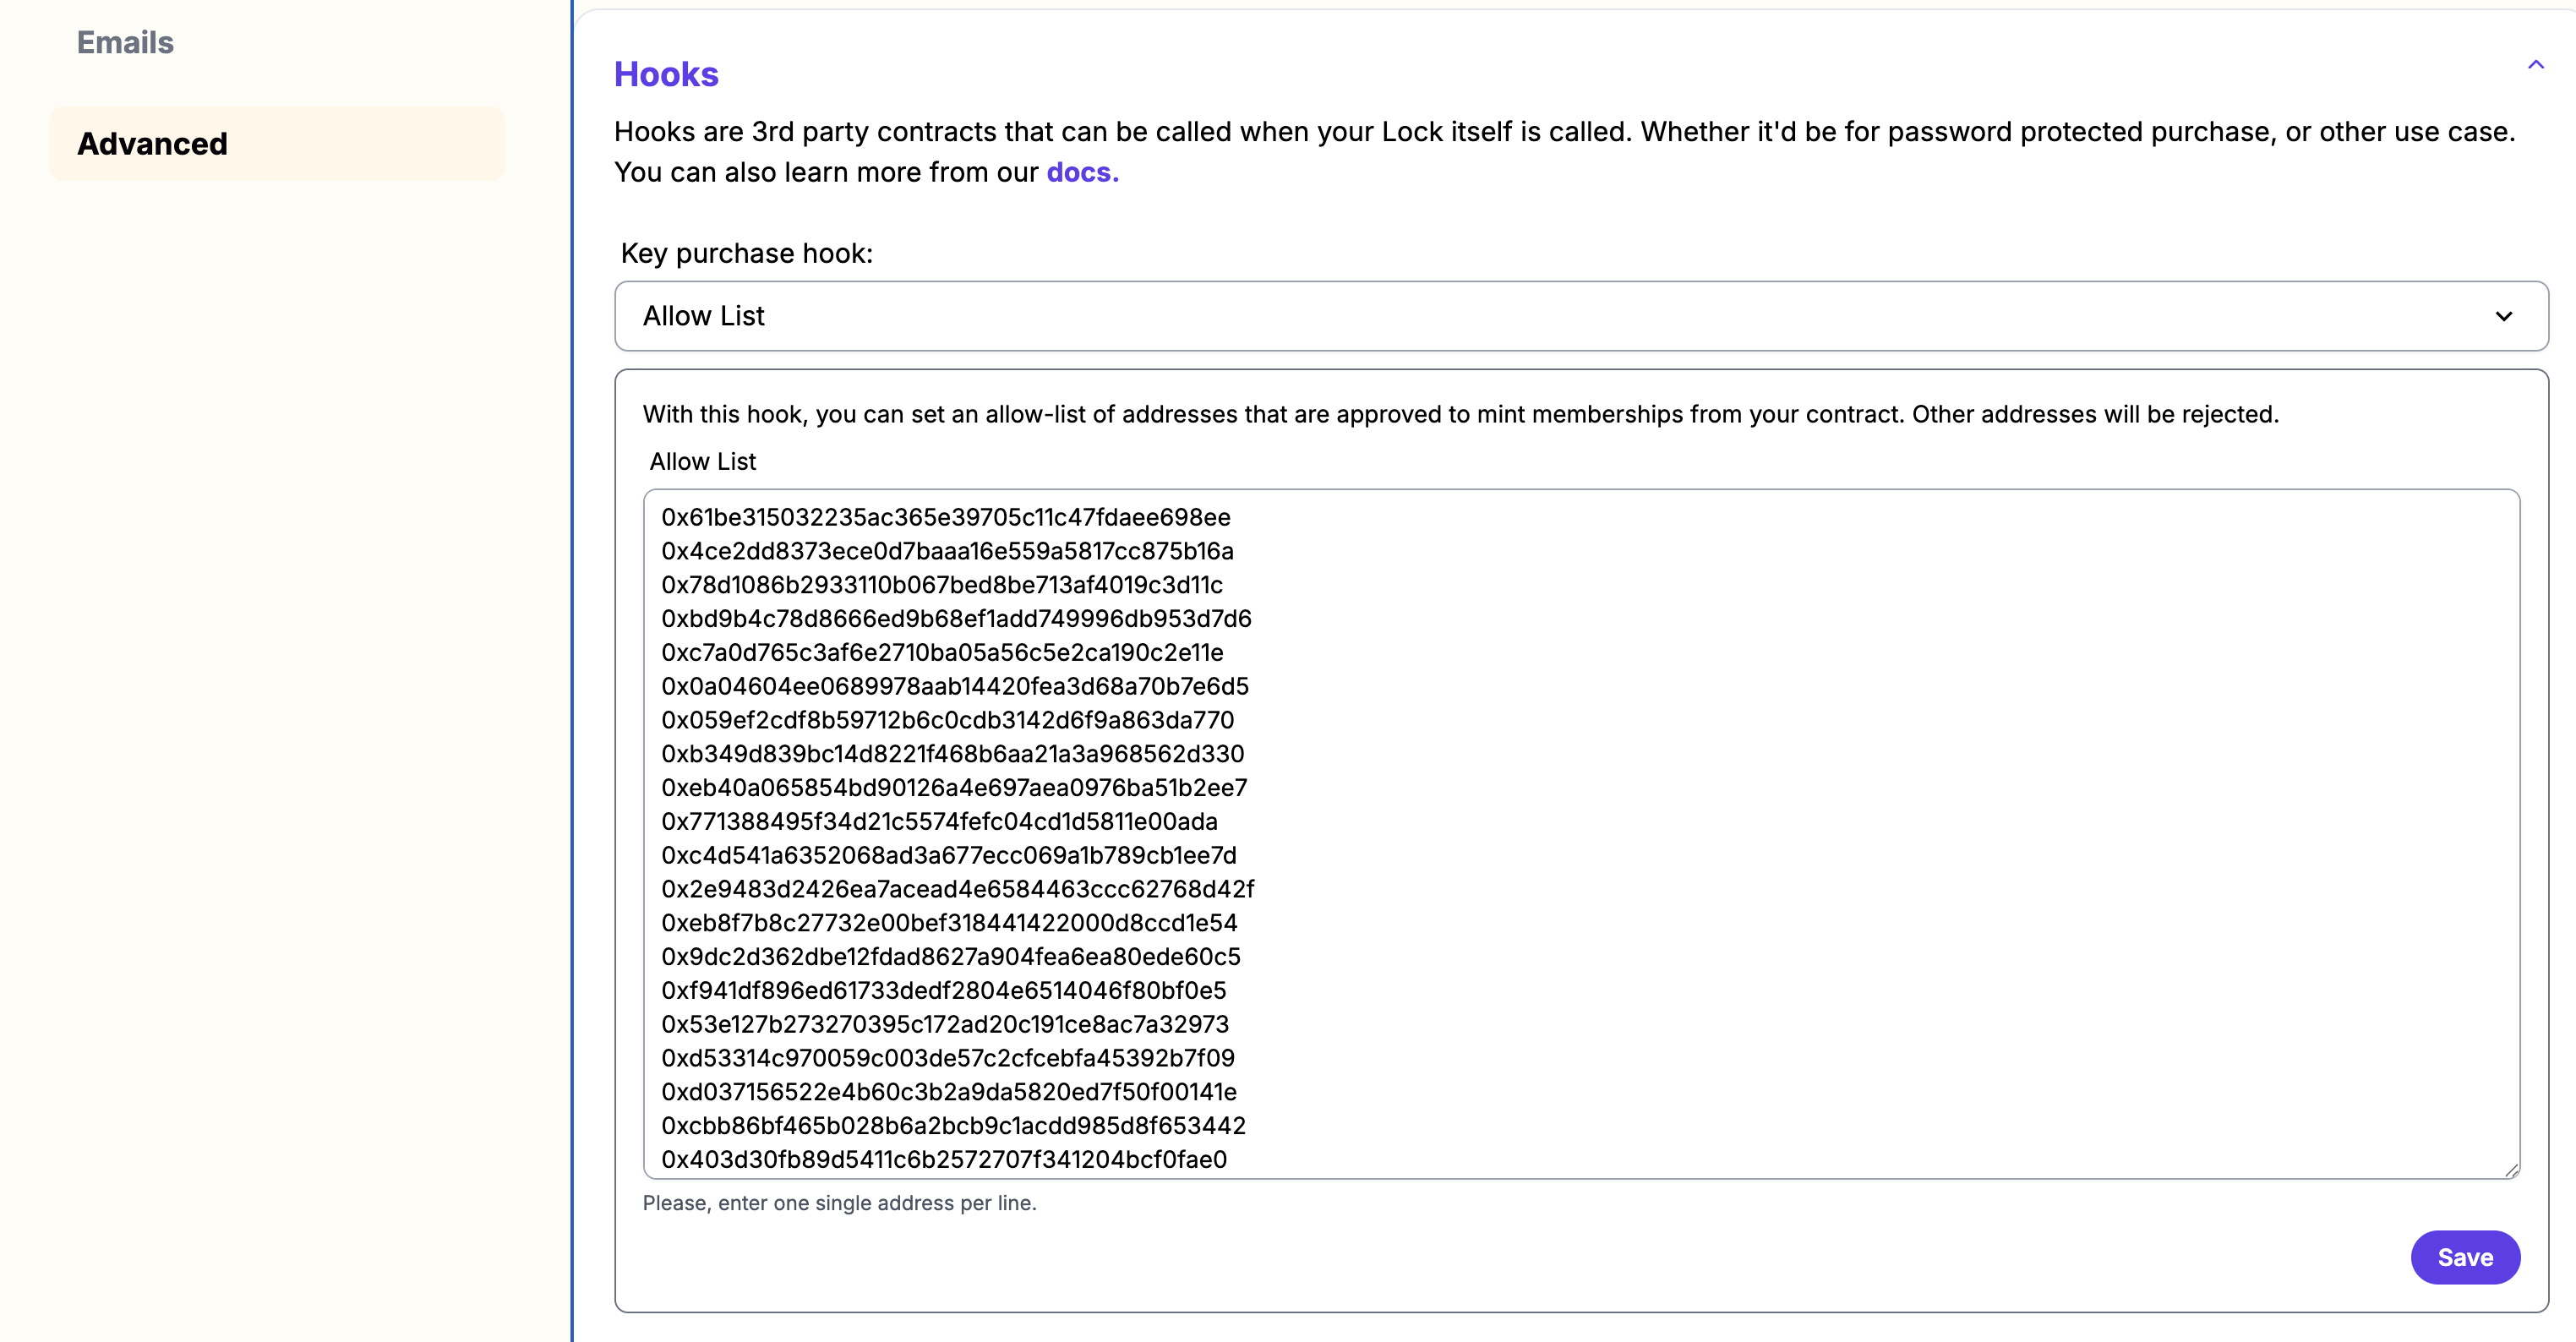 Emails
Advanced
Hooks
Hooks are 3rd party contracts that can be called when your Lock itself is called. Whether it'd be for password protected purchase, or other use case.
You can also learn more from our docs.
Key purchase hook:
Allow List
With this hook, you can set an allow-list of addresses that are approved to mint memberships from your contract. Other addresses will be rejected.
Allow List
0x61be315032235ac365e39705c11c47fdaee698ee
0x4ce2dd8373ece0d7baaa16e559a5817cc875b16a
0x78d1086b2933110b067bed8be713af4019c3d11c
0xbd9b4c78d8666ed9b68ef1add749996db953d7d6
0xc7a0d765c3af6e2710ba05a56c5e2ca190c2e11e
0x0a04604ee0689978aab14420fea3d68a70b7e6d5
0x059ef2cdf8b59712b6c0cdb3142d6f9a863da770
0xb349d839bc14d8221f468b6aa21a3a968562d330
0xeb40a065854bd90126a4e697aea0976ba51b2ee7
0x771388495f34d21c5574fefc04cd1d5811e00ada
0xc4d541a6352068ad3a677ecc069a1b789cb1ee7d
0x2e9483d2426ea7acead4e6584463ccc62768d42f
0xeb8f7b8c27732e00bef318441422000d8ccd1e54
0x9dc2d362dbe12fdad8627a904fea6ea80ede60c5
0xf941df896ed61733dedf2804e6514046f80bf0e5
0x53e127b273270395c172ad20c191ce8ac7a32973
0xd53314c970059c003de57c2cfcebfa45392b7f09
0xd037156522e4b60c3b2a9da5820ed7f50f00141e
0xcbb86bf465b028b6a2bcb9c1acdd985d8f653442
0x403d30fb89d5411c6b2572707f341204bcf0fae0
Please, enter one single address per line.
Save